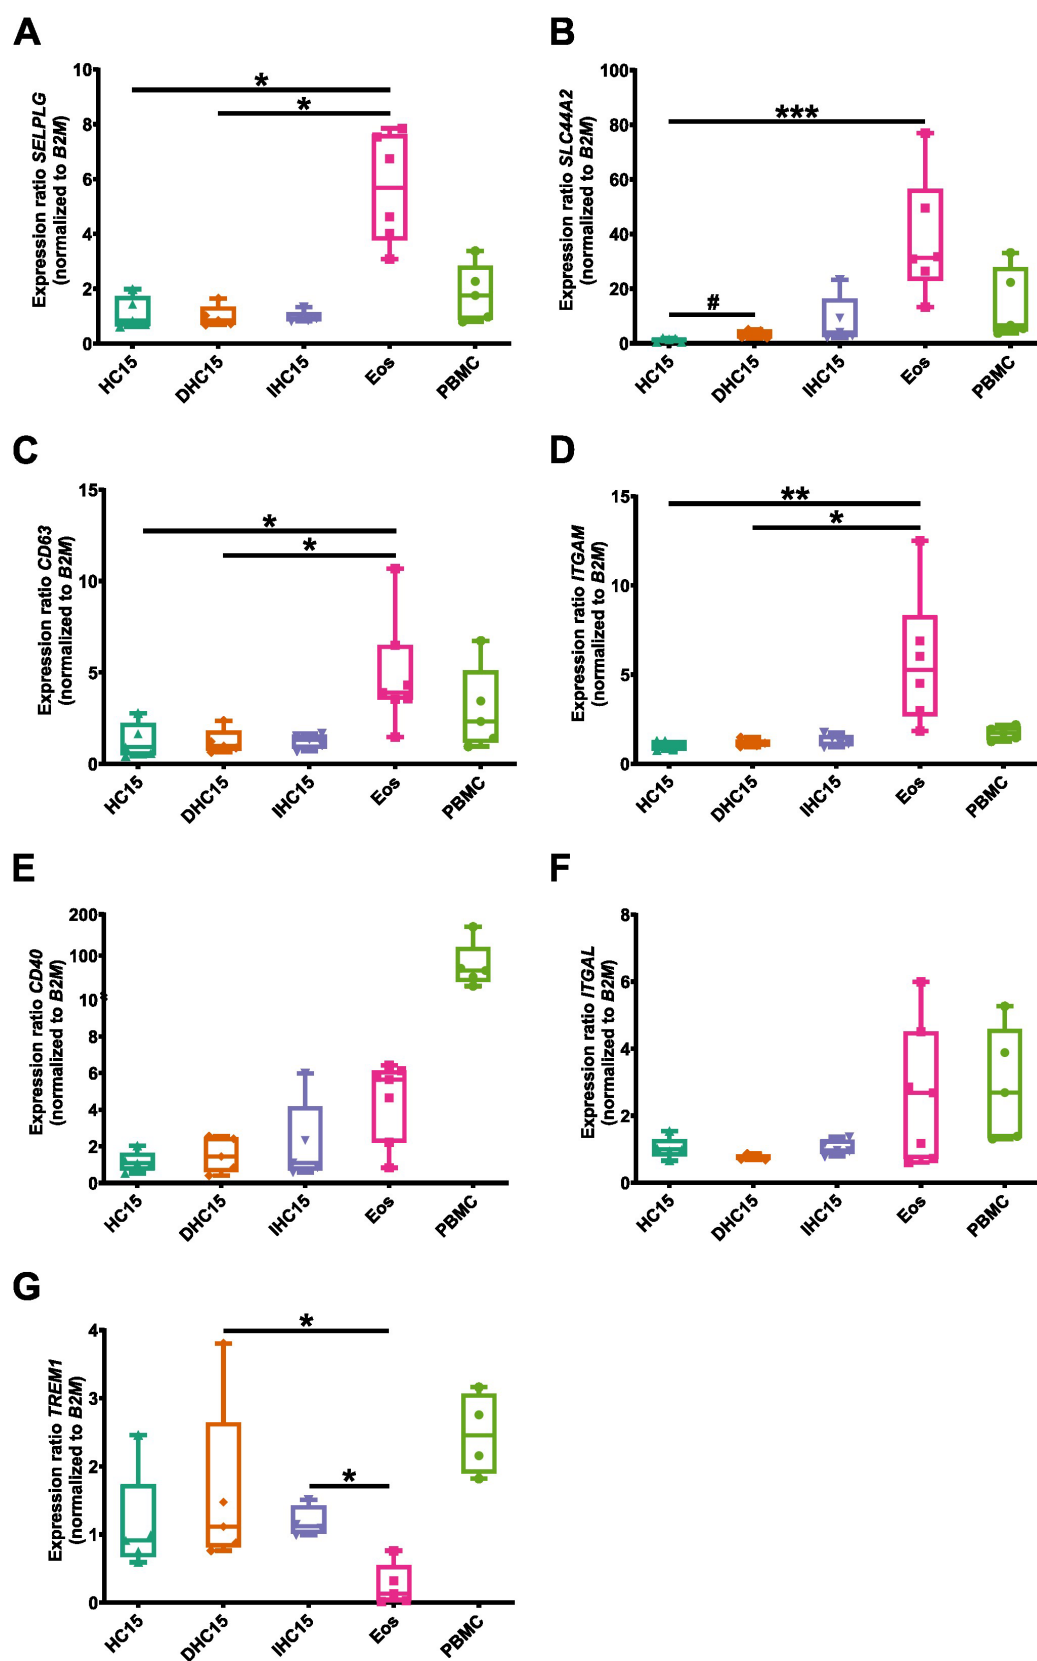 A
Expression ratio SELPLG
(normalized to B2M)
10
8
6
4
2
0
*
*
HC15
DHC15
IHC15
Eos
PBMC
B
Expression ratio SLC44A2
(normalized to B2M)
100
80
60
40
20
0
***
#
HC15
DHC15
IHC15
Eos
PBMC
C
Expression ratio CD63
(normalized to B2M)
15
10
5
0
*
*
HC15
DHC15
IHC15
Eos
PBMC
D
Expression ratio ITGAM
(normalized to B2M)
15
10
5
0
**
*
HC15
DHC15
IHC15
Eos
PBMC
E
Expression ratio CD40
(normalized to B2M)
200
100
10
8
6
4
2
0
HC15
DHC15
IHC15
Eos
PBMC
F
Expression ratio ITGAL
(normalized to B2M)
8
6
4
2
0
HC15
DHC15
IHC15
Eos
PBMC
G
Expression ratio TREM1
(normalized to B2M)
4
3
2
1
0
*
*
HC15
DHC15
IHC15
Eos
PBMC